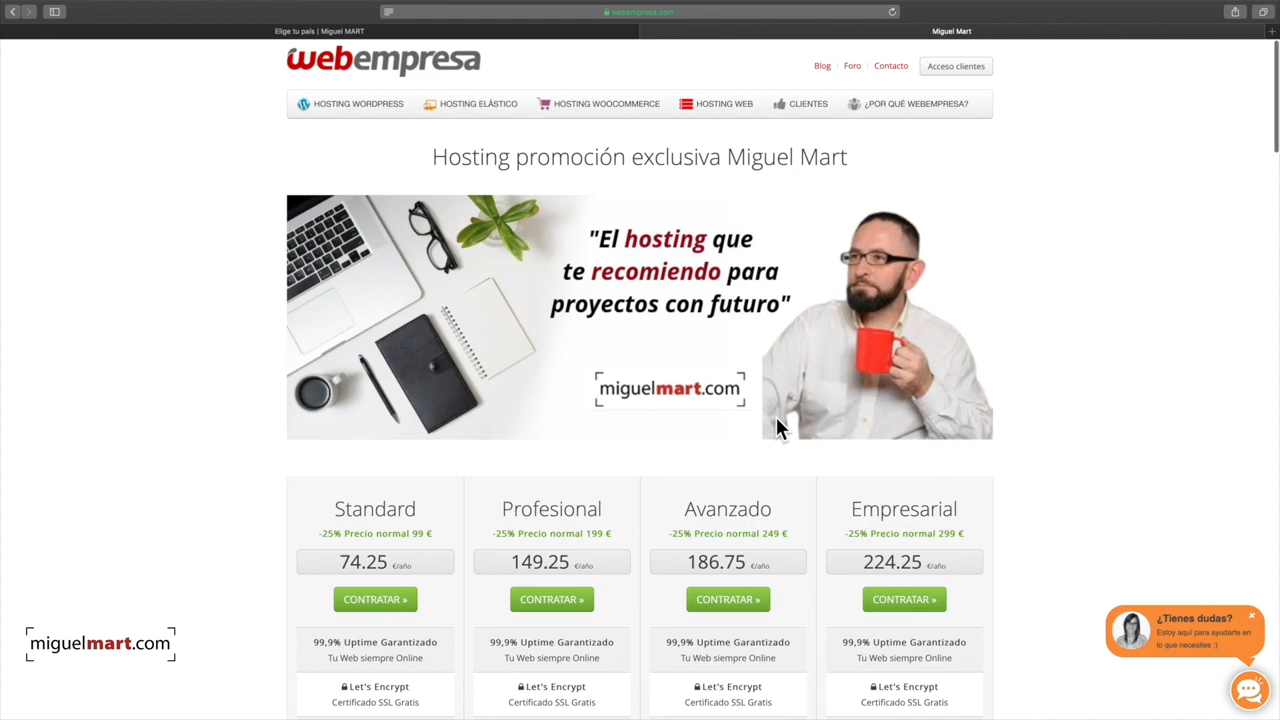 webempresa.com
Elige tu país | Miguel MART
Miguel Mart
webempresa
Blog
Foro
Contacto
Acceso clientes
HOSTING WORDPRESS
HOSTING ELÁSTICO
HOSTING WOOCOMMERCE
HOSTING WEB
CLIENTES
¿POR QUÉ WEBEMPRESA?
Hosting promoción exclusiva Miguel Mart
"El hosting que
te recomiendo para
proyectos con futuro"
miguelmart.com
Standard
-25% Precio normal 99 €
74.25 €/año
CONTRATAR »
99,9% Uptime Garantizado
Tu Web siempre Online
Let's Encrypt
Certificado SSL Gratis
Profesional
-25% Precio normal 199 €
149.25 €/año
CONTRATAR »
99,9% Uptime Garantizado
Tu Web siempre Online
Let's Encrypt
Certificado SSL Gratis
Avanzado
-25% Precio normal 249 €
186.75 €/año
CONTRATAR »
99,9% Uptime Garantizado
Tu Web siempre Online
Let's Encrypt
Certificado SSL Gratis
Empresarial
-25% Precio normal 299 €
224.25 €/año
CONTRATAR »
99,9% Uptime Garantizado
Tu Web siempre Online
Let's Encrypt
Certificado SSL Gratis
¿Tienes dudas?
Estoy aquí para ayudarte en
lo que necesites :)
miguelmart.com